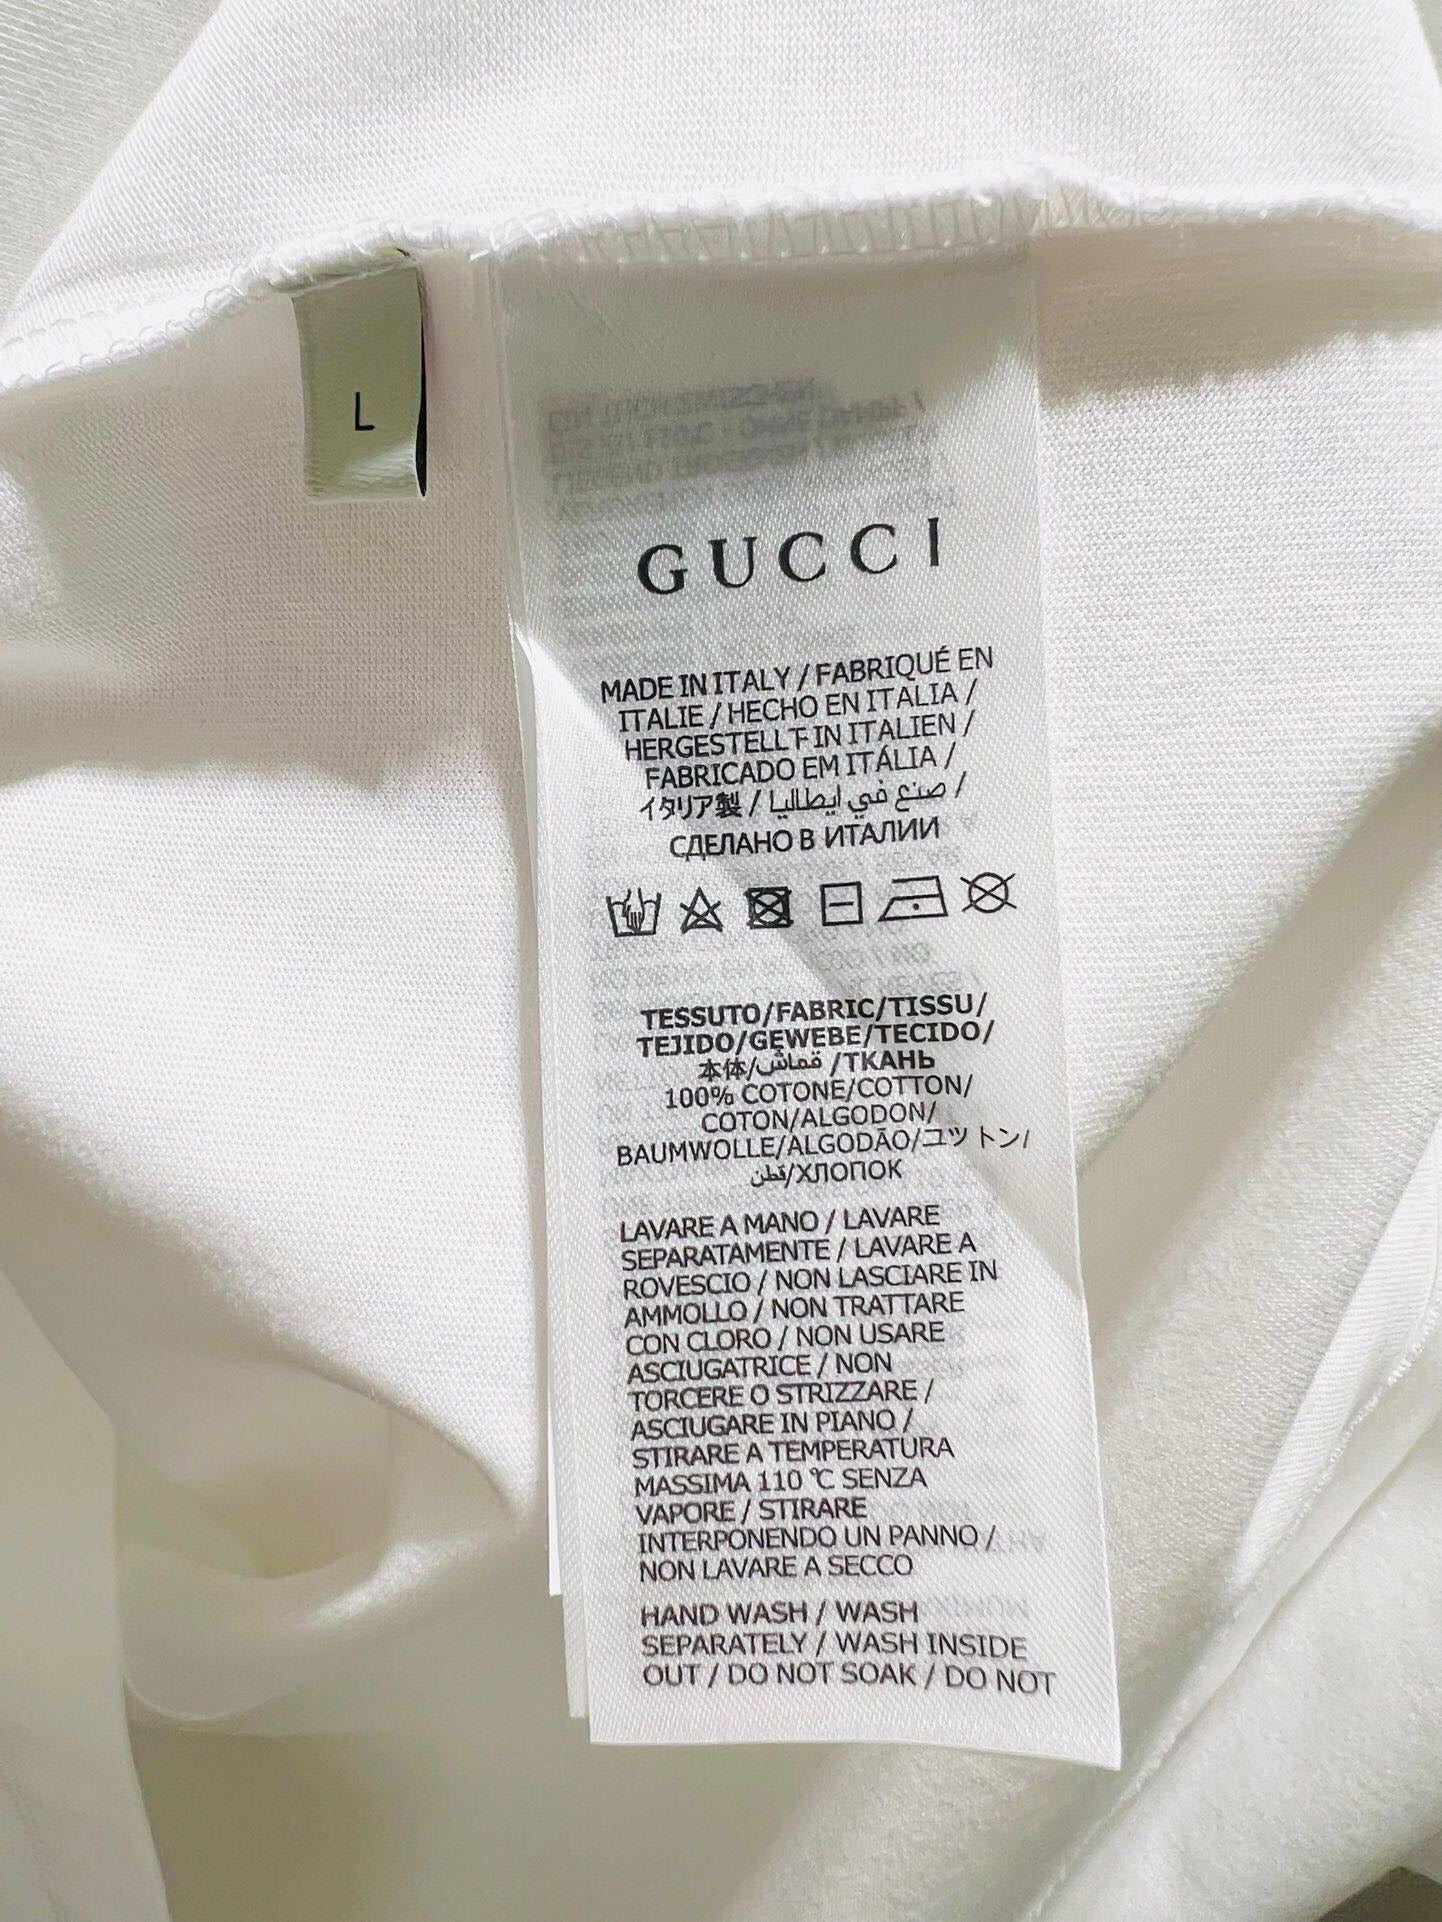 L
GUCCI
MADE IN ITALY / FABRIQUÉ EN
ITALIE / HECHO EN ITALIA /
HERGESTELLT IN ITALIEN /
FABRICADO EM ITÁLIA /
イタリア製 / صنع في ايطاليا /
СДЕЛАНО В ИТАЛИИ
TESSUTO/FABRIC/TISSU/
TEJIDO/GEWEBE/TECIDO/
本体/قماش /ТКАНЬ
100% COTONE/COTTON/
COTON/ALGODON/
BAUMWOLLE/ALGODÃO/ユツトン/
قطن/ХЛОПОК
LAVARE A MANO / LAVARE
SEPARATAMENTE / LAVARE A
ROVESCIO / NON LASCIARE IN
AMMOLLO / NON TRATTARE
CON CLORO / NON USARE
ASCIUGATRICE / NON
TORCERE O STRIZZARE /
ASCIUGARE IN PIANO /
STIRARE A TEMPERATURA
MASSIMA 110 °C SENZA
VAPORE / STIRARE
INTERPONENDO UN PANNO /
NON LAVARE A SECCO
HAND WASH / WASH
SEPARATELY / WASH INSIDE
OUT / DO NOT SOAK / DO NOT